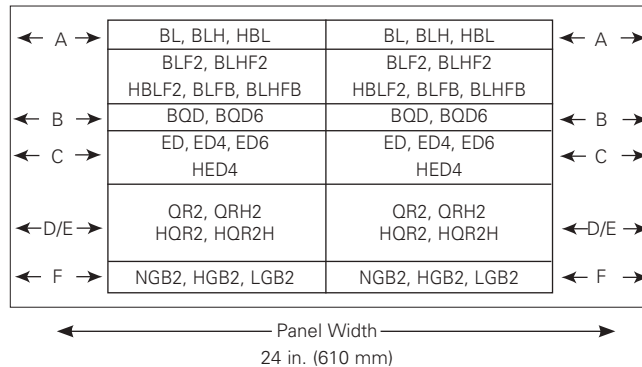 A BL, BLH, HBL BL, BLH, HBL A
BLF2, BLHF2 BLF2, BLHF2
HBLF2, BLFB, BLHFB HBLF2, BLFB, BLHFB
B BQD, BQD6 BQD, BQD6 B
C ED, ED4, ED6 ED, ED4, ED6 C
HED4 HED4
QR2, QRH2 QR2, QRH2
D/E HQR2, HQR2H HQR2, HQR2H D/E
F NGB2, HGB2, LGB2 NGB2, HGB2, LGB2 F
Panel Width
24 in. (610 mm)